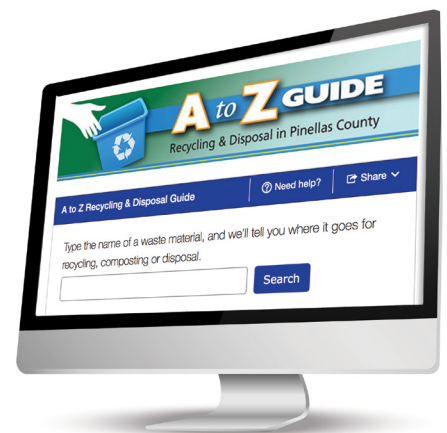 A to Z GUIDE
Recycling & Disposal in Pinellas County
A to Z Recycling & Disposal Guide
Need help?
Share
Type the name of a waste material, and we'll tell you where it goes for
recycling, composting or disposal.
Search